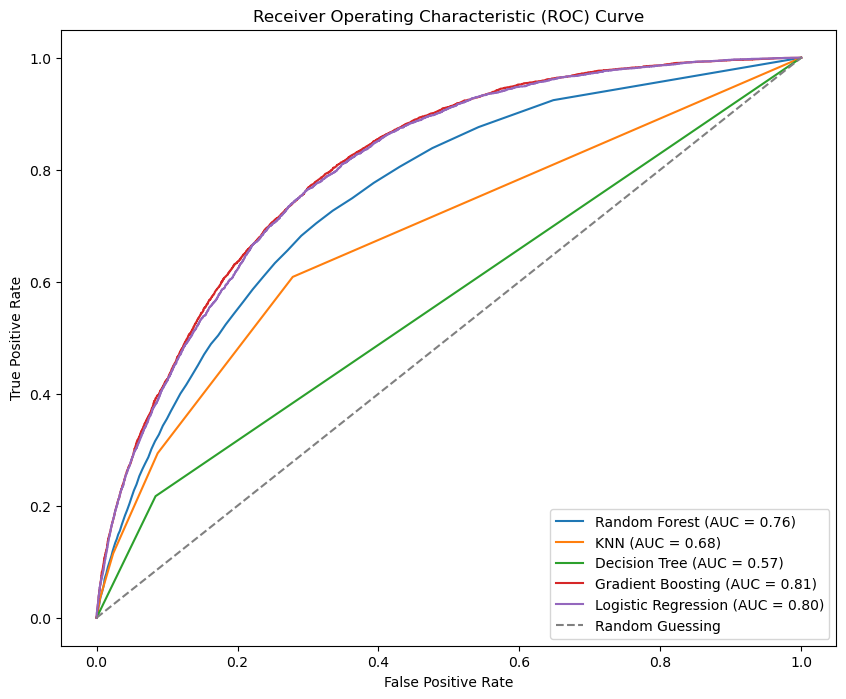 Receiver Operating Characteristic (ROC) Curve
True Positive Rate
1.0
0.8
0.6
0.4
0.2
0.0
0.0 0.2 0.4 0.6 0.8 1.0
False Positive Rate
Random Forest (AUC = 0.76)
KNN (AUC = 0.68)
Decision Tree (AUC = 0.57)
Gradient Boosting (AUC = 0.81)
Logistic Regression (AUC = 0.80)
Random Guessing